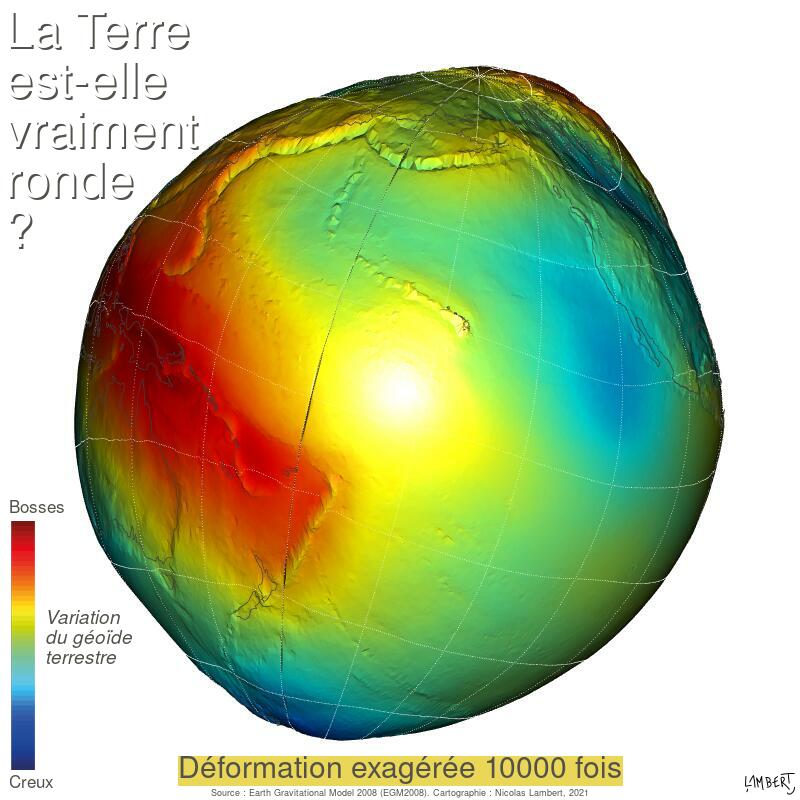 La Terre
est-elle
vraiment
ronde
?
Bosses
Variation
du géoïde
terrestre
Creux
Déformation exagérée 10000 fois
Source : Earth Gravitational Model 2008 (EGM2008). Cartographie : Nicolas Lambert, 2021
LAMBERT